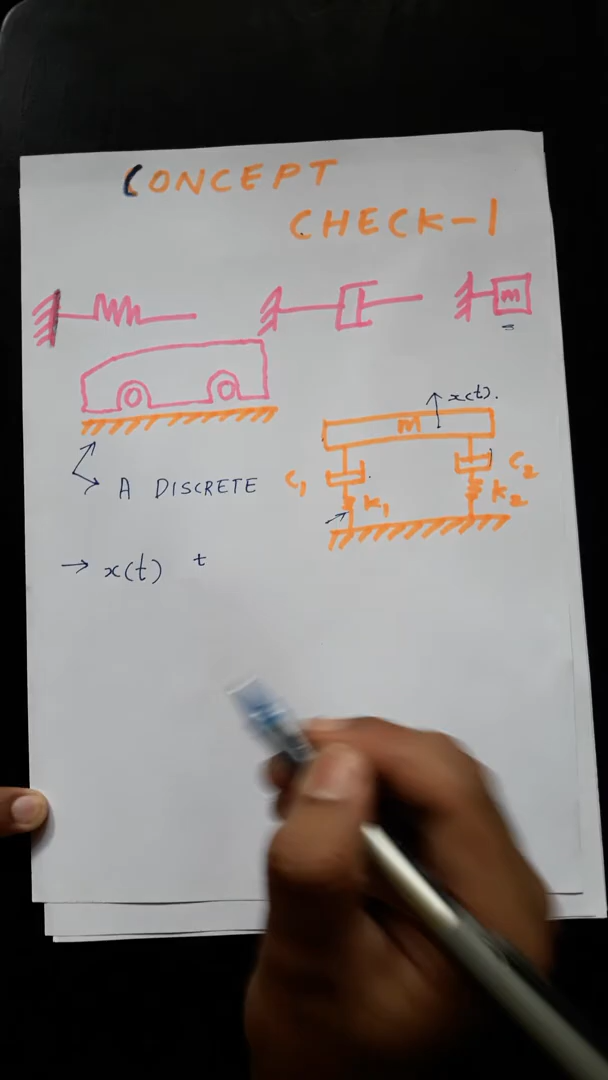 CONCEPT
CHECK-1
m
x(t).
m
A DISCRETE
C₁
K₁
C₂
K₂
→ x(t) t